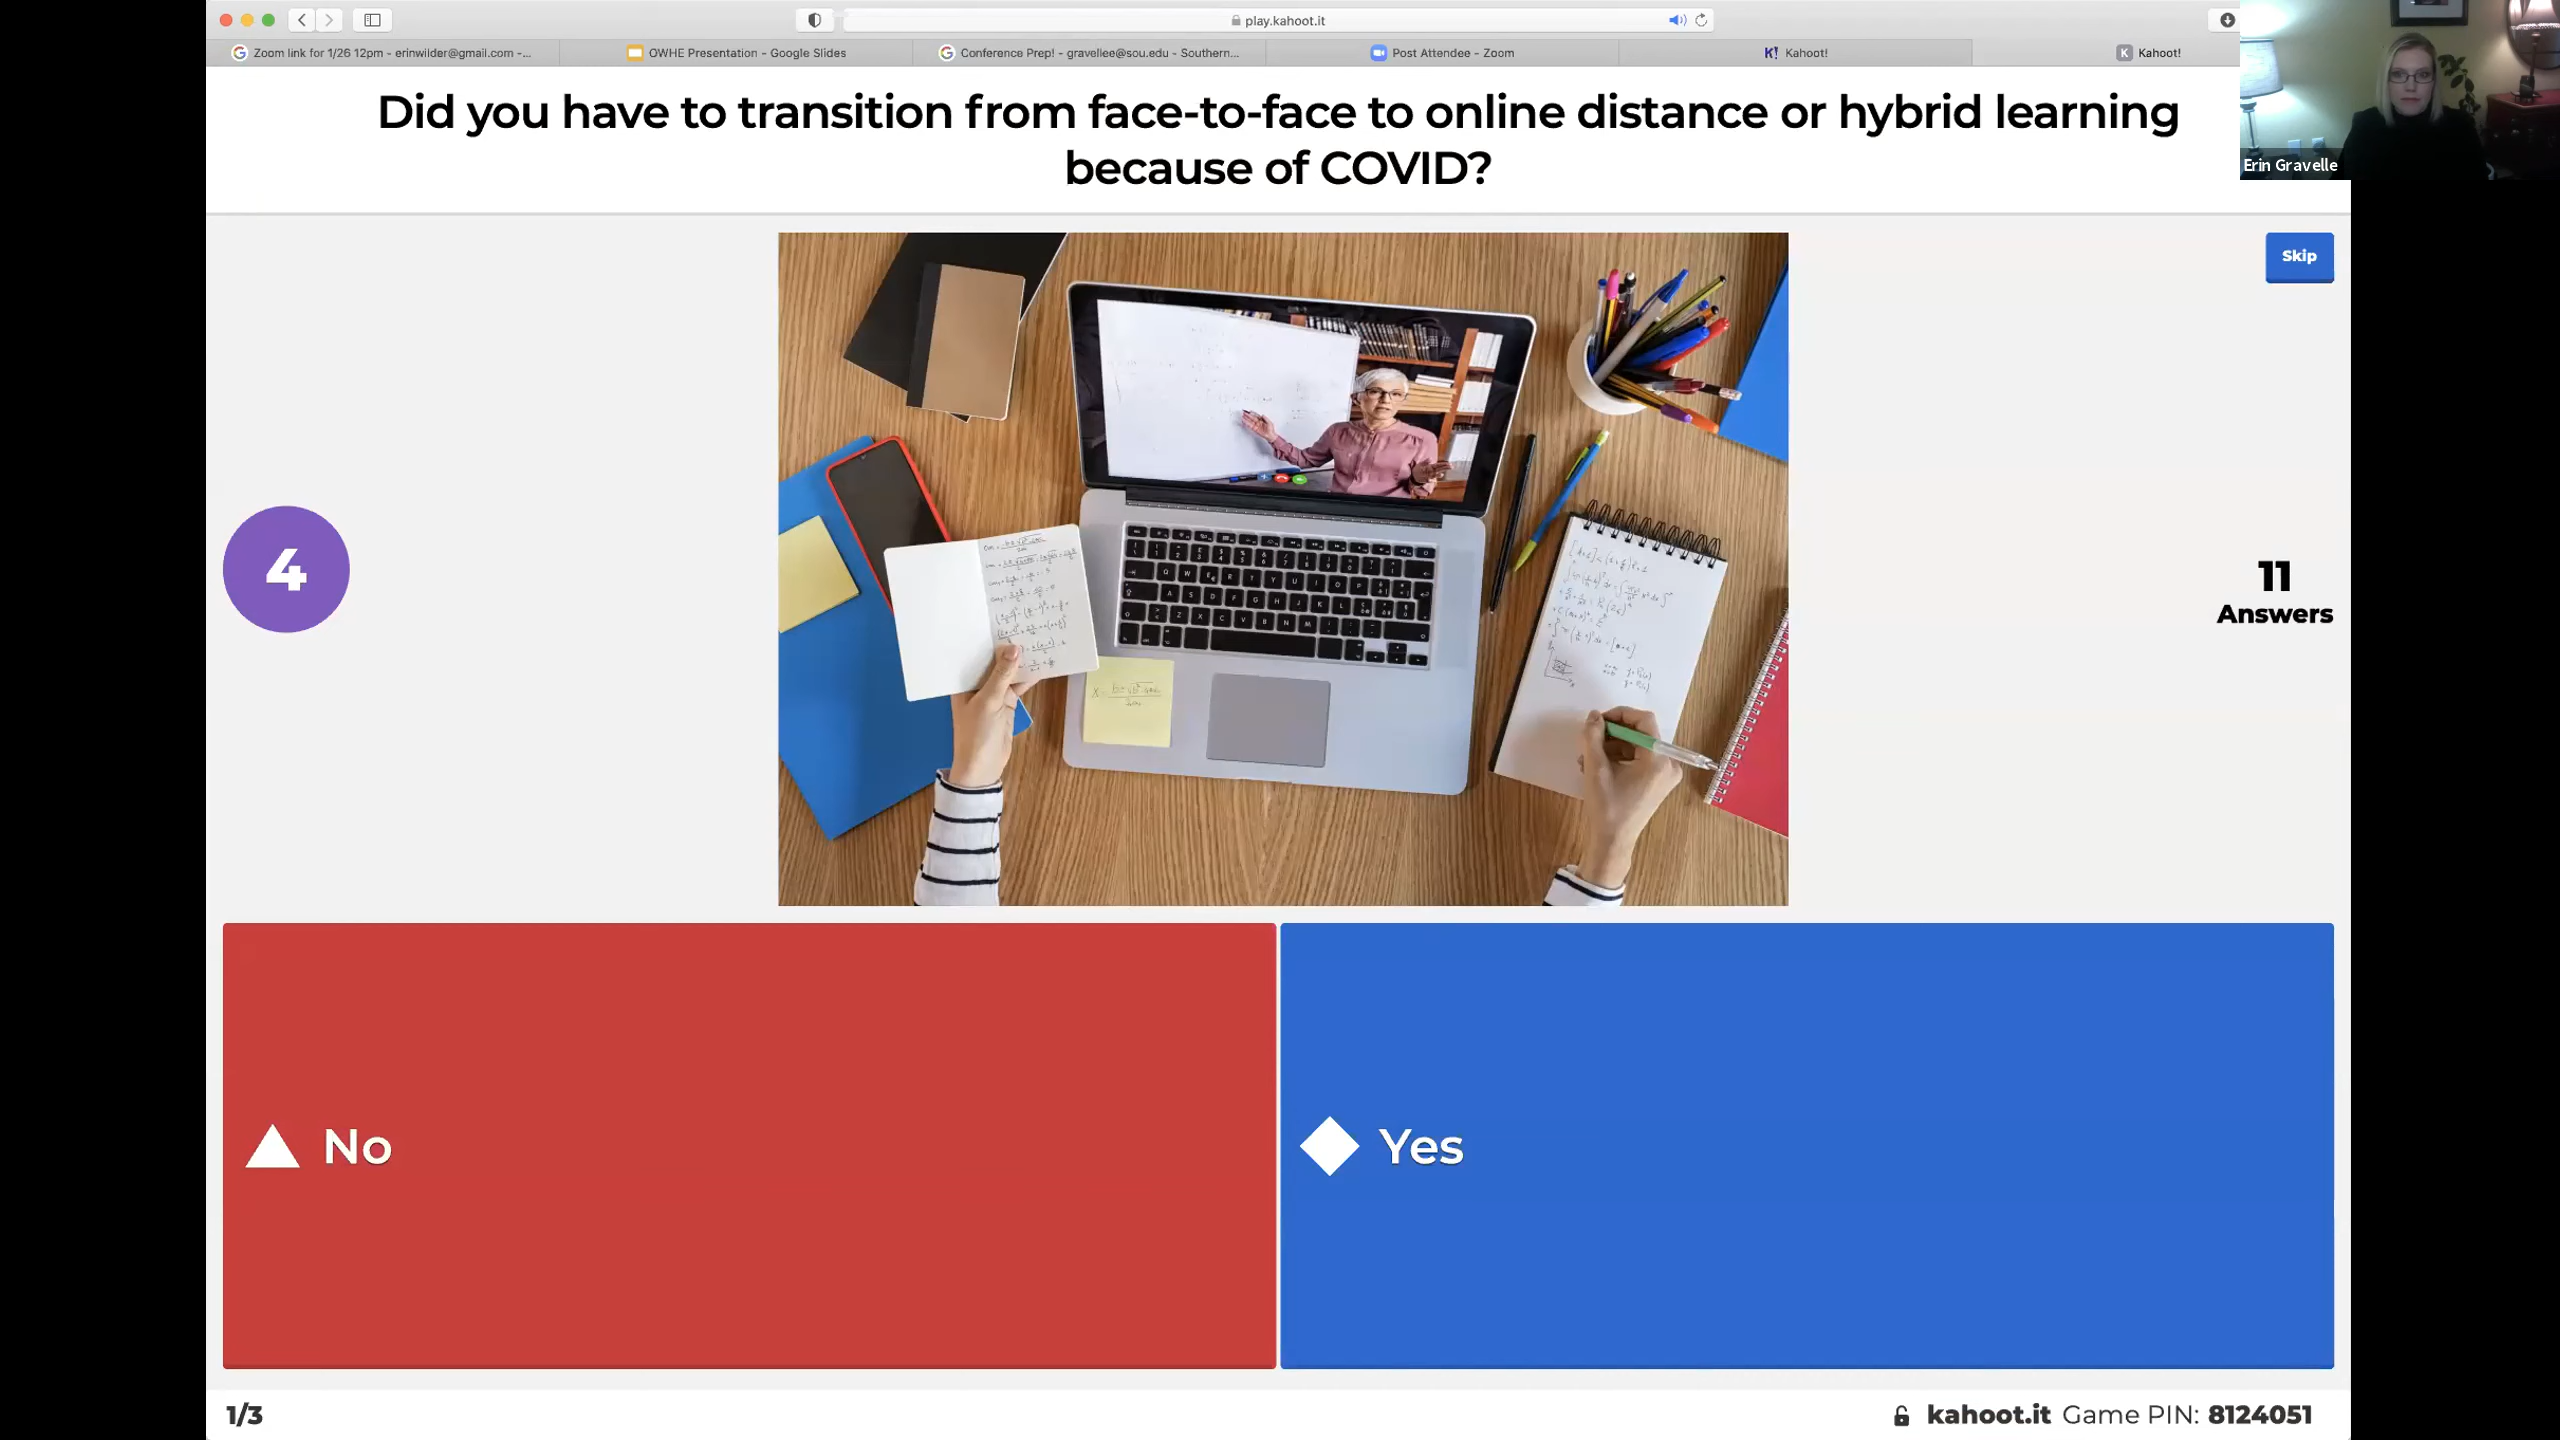 play.kahoot.it
Zoom link for 1/26 12pm - erinwilder@gmail.com -...
OWHE Presentation - Google Slides
Conference Prep! - gravellee@sou.edu - Southern...
Post Attendee - Zoom
K! Kahoot!
K Kahoot!
Did you have to transition from face-to-face to online distance or hybrid learning
because of COVID?
Erin Gravelle
Skip
4
11
Answers
No
Yes
1/3
kahoot.it Game PIN: 8124051